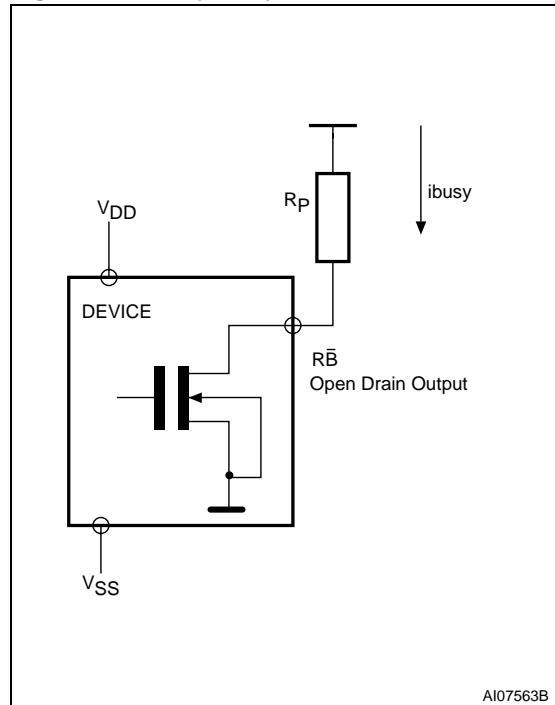 RP
ibusy
VDD
DEVICE
RB̄
Open Drain Output
VSS
AI07563B